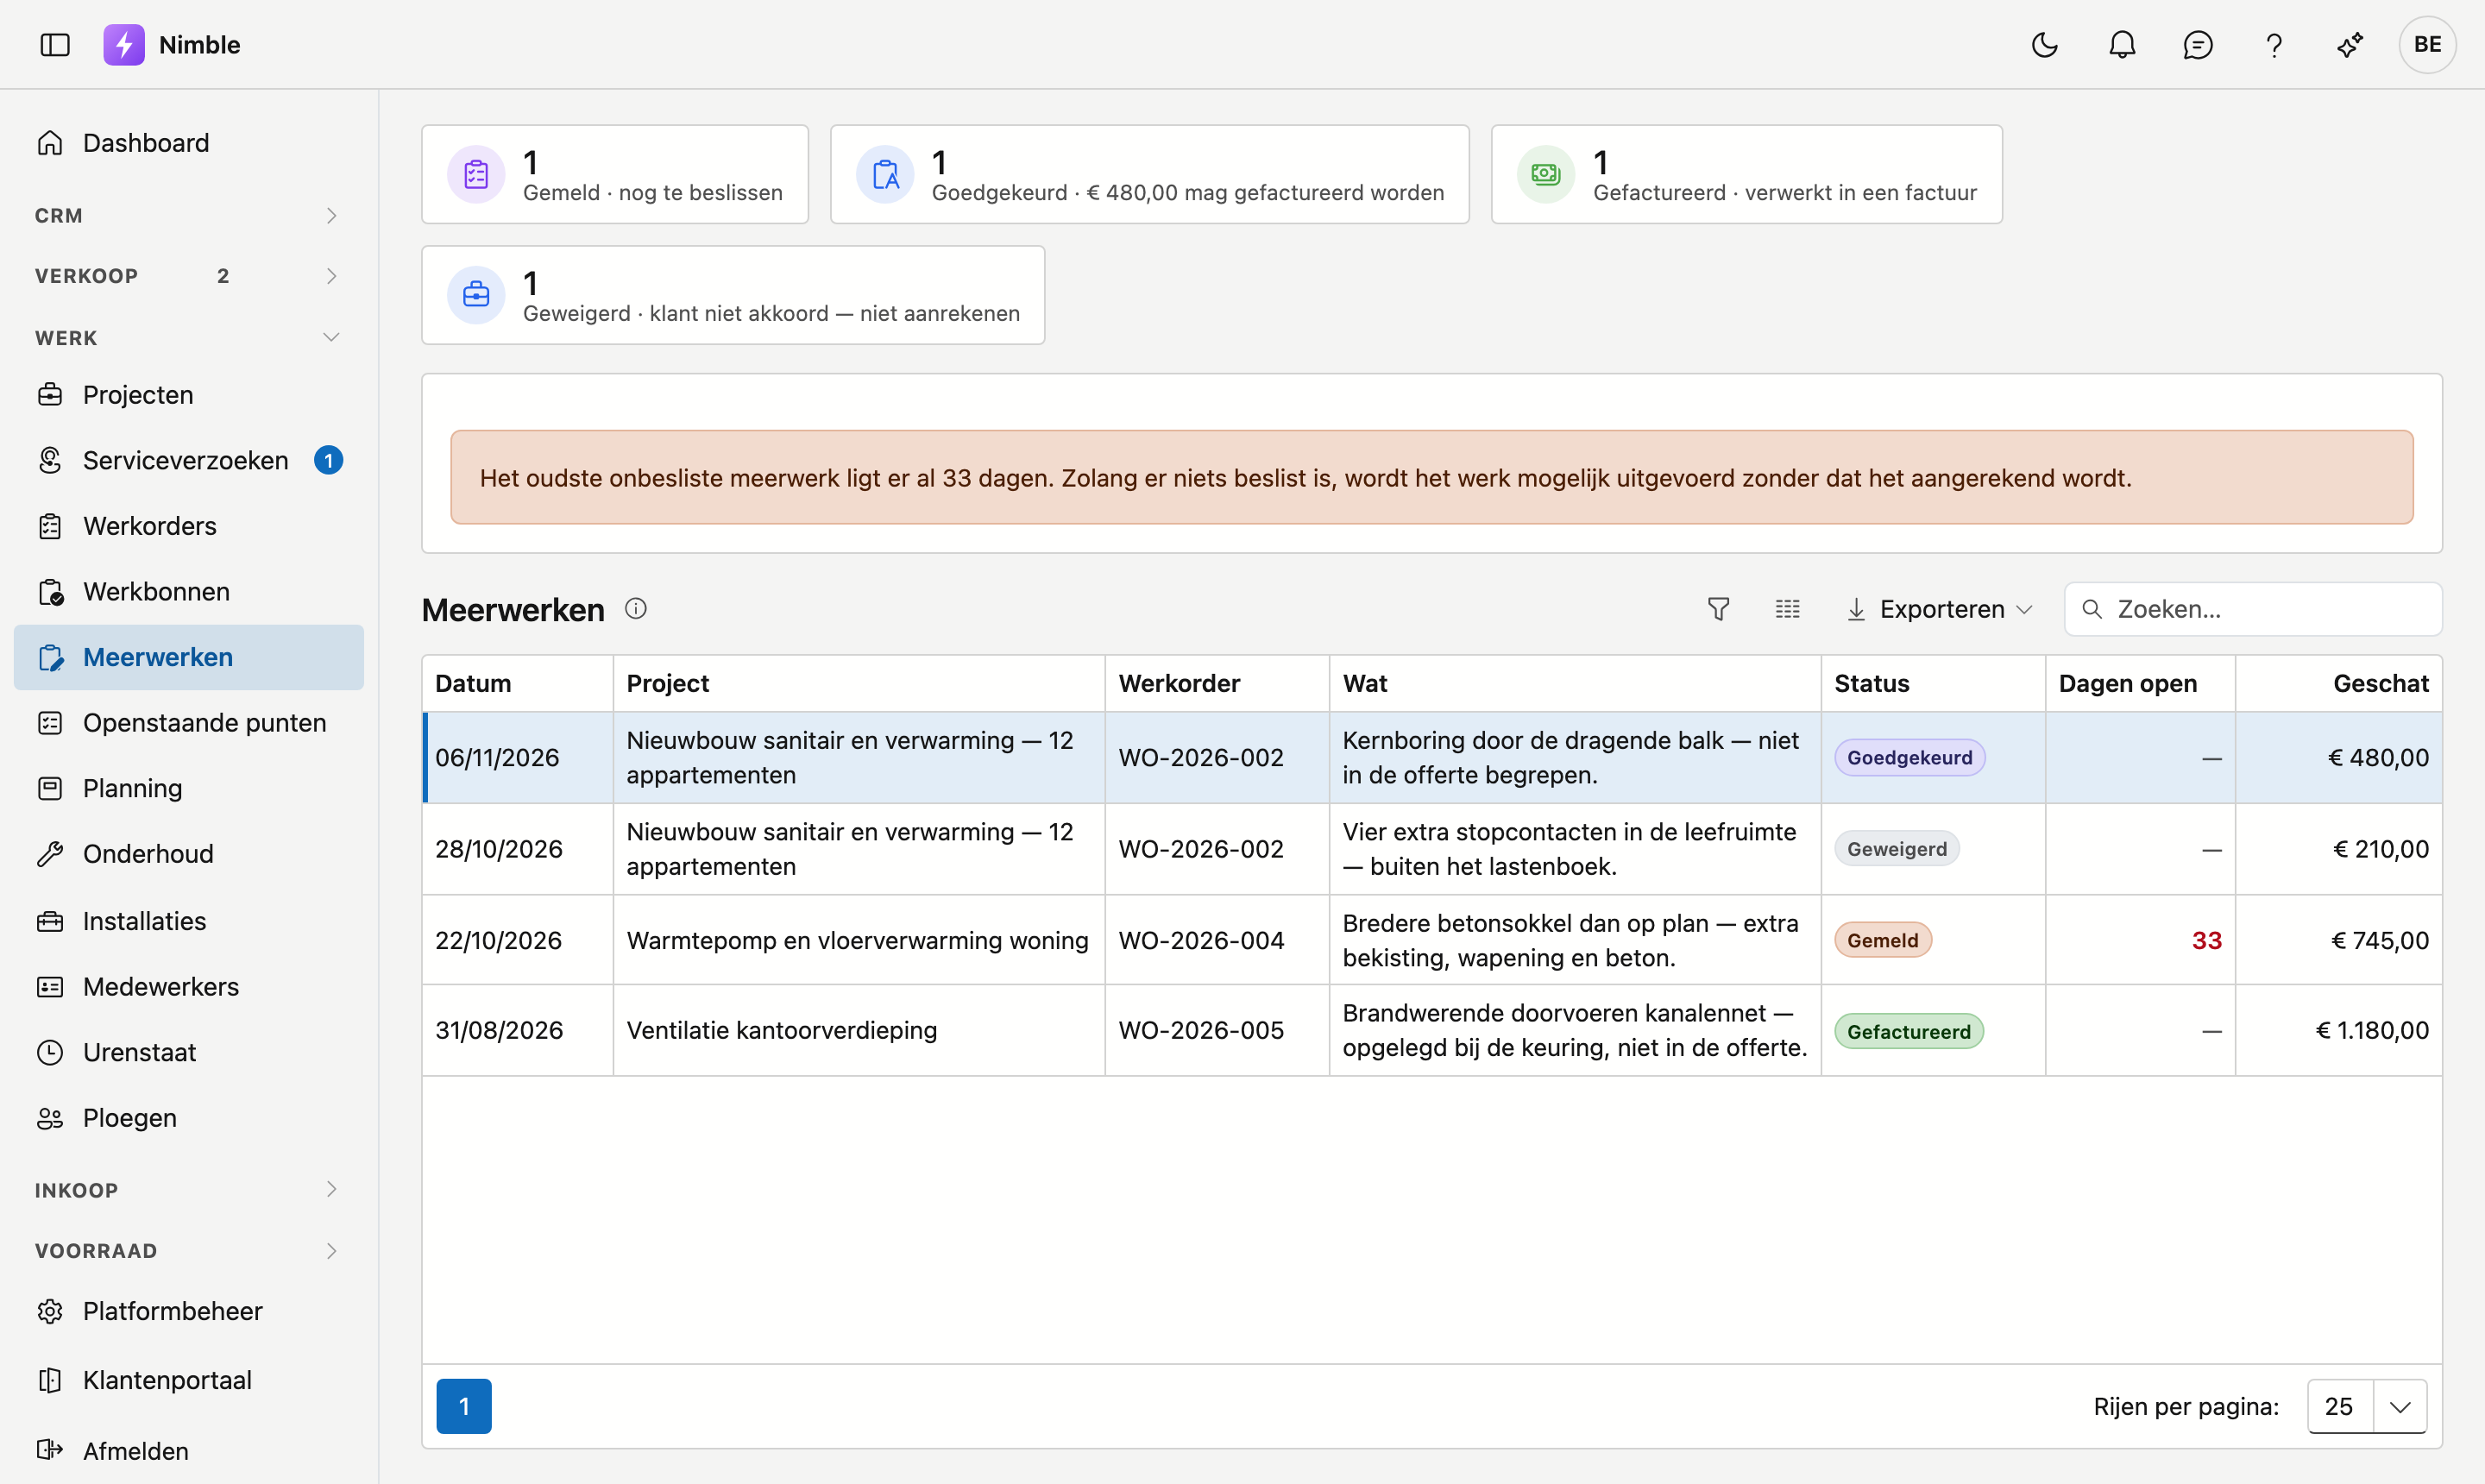 Nimble
BE
Dashboard
CRM
VERKOOP 2
WERK
Projecten
Serviceverzoeken 1
Werkorders
Werkbonnen
Meerwerken
Openstaande punten
Planning
Onderhoud
Installaties
Medewerkers
Urenstaat
Ploegen
INKOOP
VOORRAAD
Platformbeheer
Klantenportaal
Afmelden
1
Gemeld · nog te beslissen
1
Goedgekeurd · € 480,00 mag gefactureerd worden
1
Gefactureerd · verwerkt in een factuur
1
Geweigerd · klant niet akkoord — niet aanrekenen
Het oudste onbesliste meerwerk ligt er al 33 dagen. Zolang er niets beslist is, wordt het werk mogelijk uitgevoerd zonder dat het aangerekend wordt.
Meerwerken
Exporteren
Zoeken...
Datum Project Werkorder Wat Status Dagen open Geschat
06/11/2026 Nieuwbouw sanitair en verwarming — 12 appartementen WO-2026-002 Kernboring door de dragende balk — niet in de offerte begrepen. Goedgekeurd — € 480,00
28/10/2026 Nieuwbouw sanitair en verwarming — 12 appartementen WO-2026-002 Vier extra stopcontacten in de leefruimte — buiten het lastenboek. Geweigerd — € 210,00
22/10/2026 Warmtepomp en vloerverwarming woning WO-2026-004 Bredere betonsokkel dan op plan — extra bekisting, wapening en beton. Gemeld 33 € 745,00
31/08/2026 Ventilatie kantoorverdieping WO-2026-005 Brandwerende doorvoeren kanalennet — opgelegd bij de keuring, niet in de offerte. Gefactureerd — € 1.180,00
1
Rijen per pagina: 25